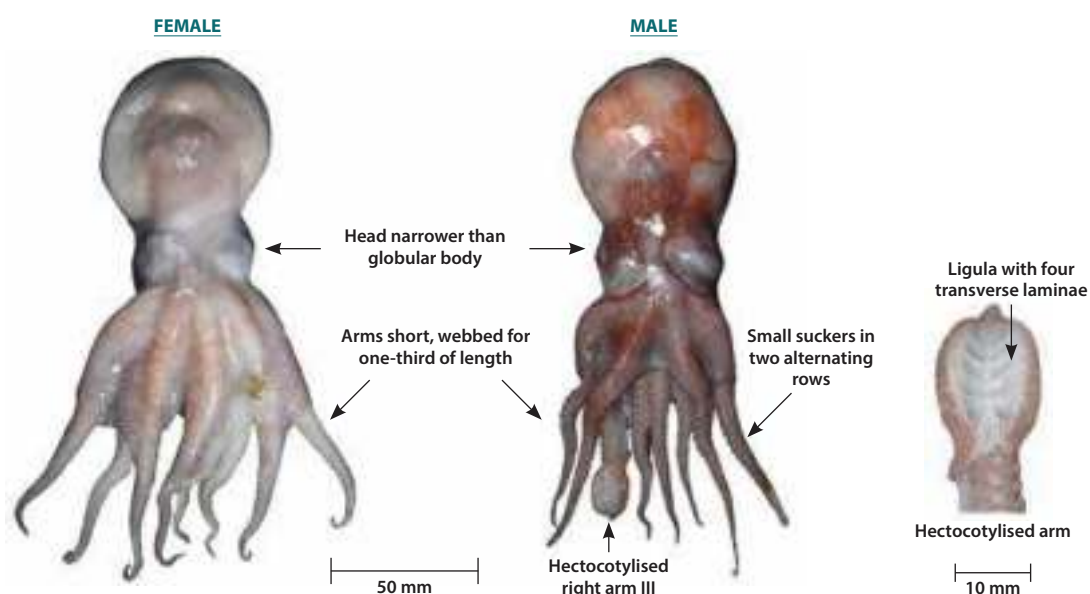 FEMALE
MALE
Head narrower than
globular body
Ligula with four
transverse laminae
Arms short, webbed for
one-third of length
Small suckers in
two alternating
rows
Hectocotylised arm
Hectocotylised
right arm III
50 mm
10 mm